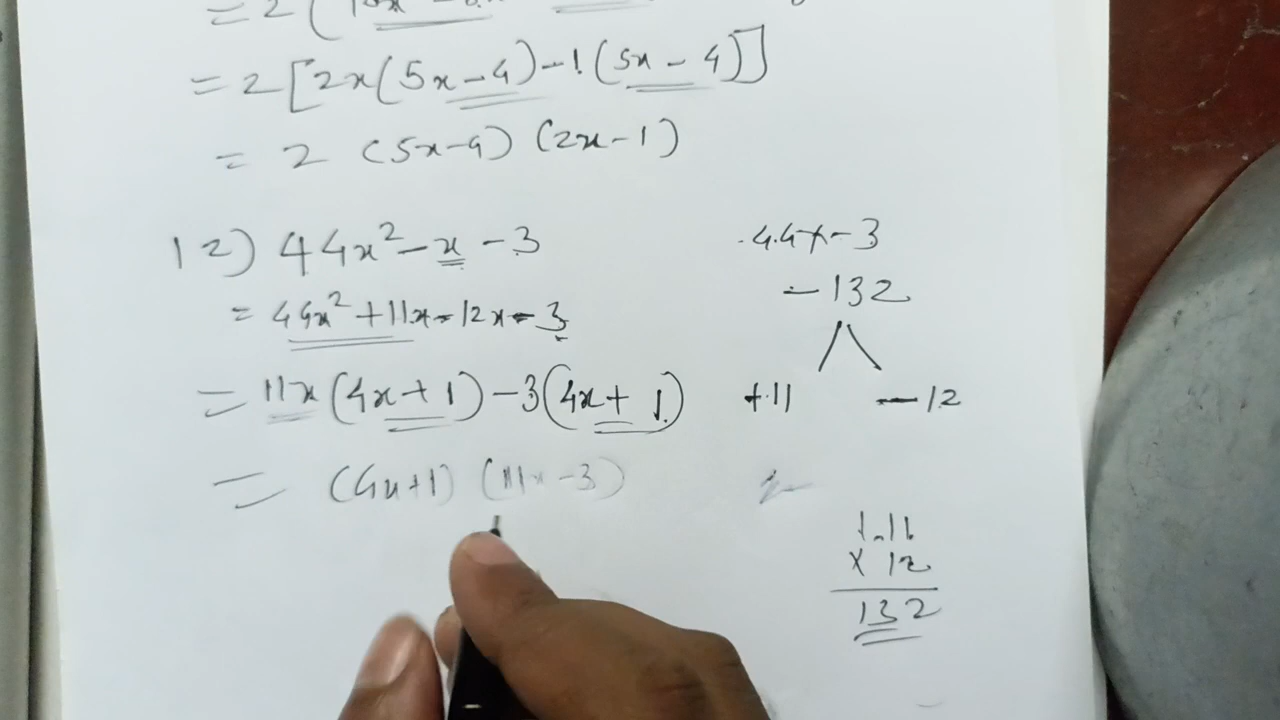 = 2 [2x(5x-4)-1(5x-4)]
= 2 (5x-4) (2x-1)
12) 44x² - x - 3
= 44x² + 11x - 12x - 3
= 11x (4x+1) - 3(4x+1)
= (4x+1) (11x-3)
44x-3
-132
+11 -12
11
x 12
132